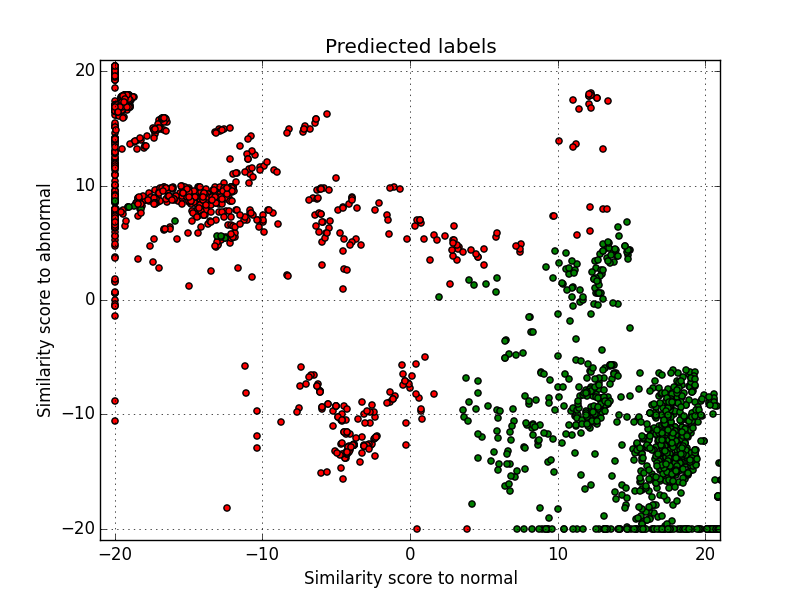 Prediected labels
20
10
0
−10
−20
Similarity score to abnormal
−20 −10 0 10 20
Similarity score to normal